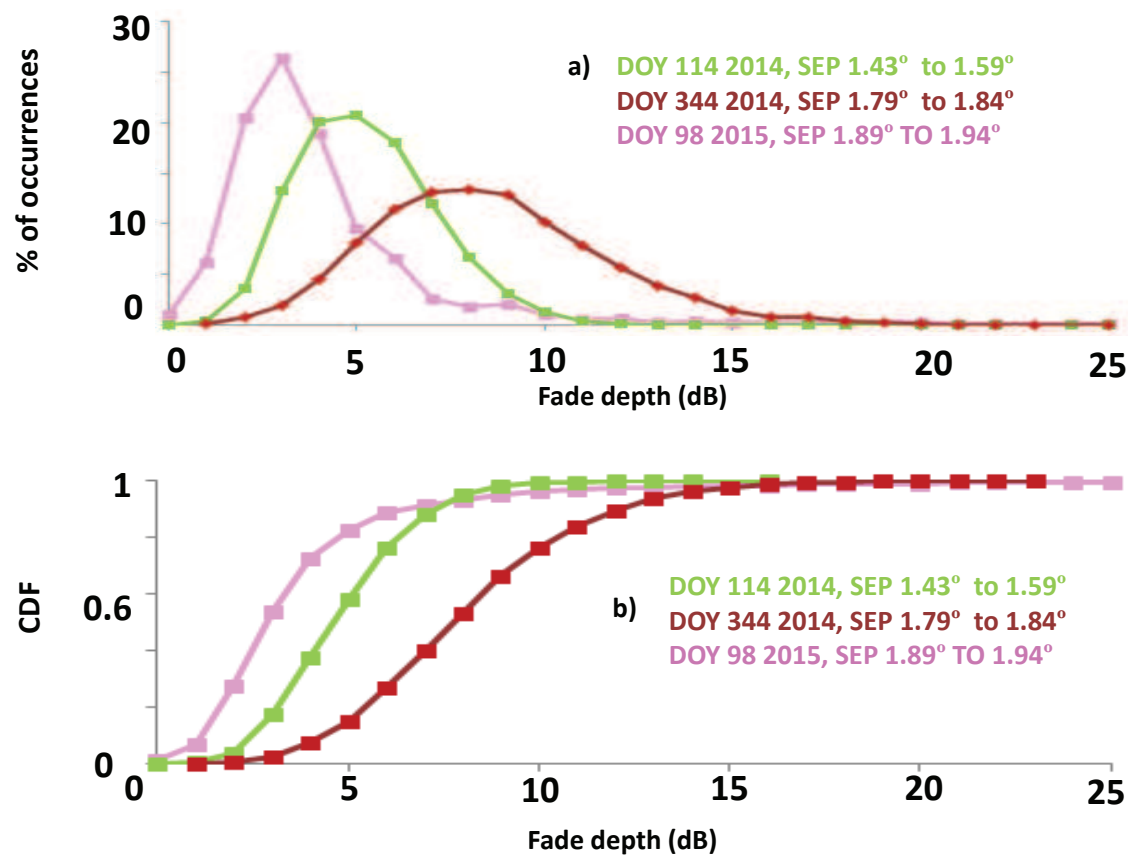 30
20
10
0
% of occurrences
a)
DOY 114 2014, SEP 1.43° to 1.59°
DOY 344 2014, SEP 1.79° to 1.84°
DOY 98 2015, SEP 1.89° TO 1.94°
0 5 10 15 20 25
Fade depth (dB)
1
0.6
0
CDF
b)
DOY 114 2014, SEP 1.43° to 1.59°
DOY 344 2014, SEP 1.79° to 1.84°
DOY 98 2015, SEP 1.89° TO 1.94°
0 5 10 15 20 25
Fade depth (dB)